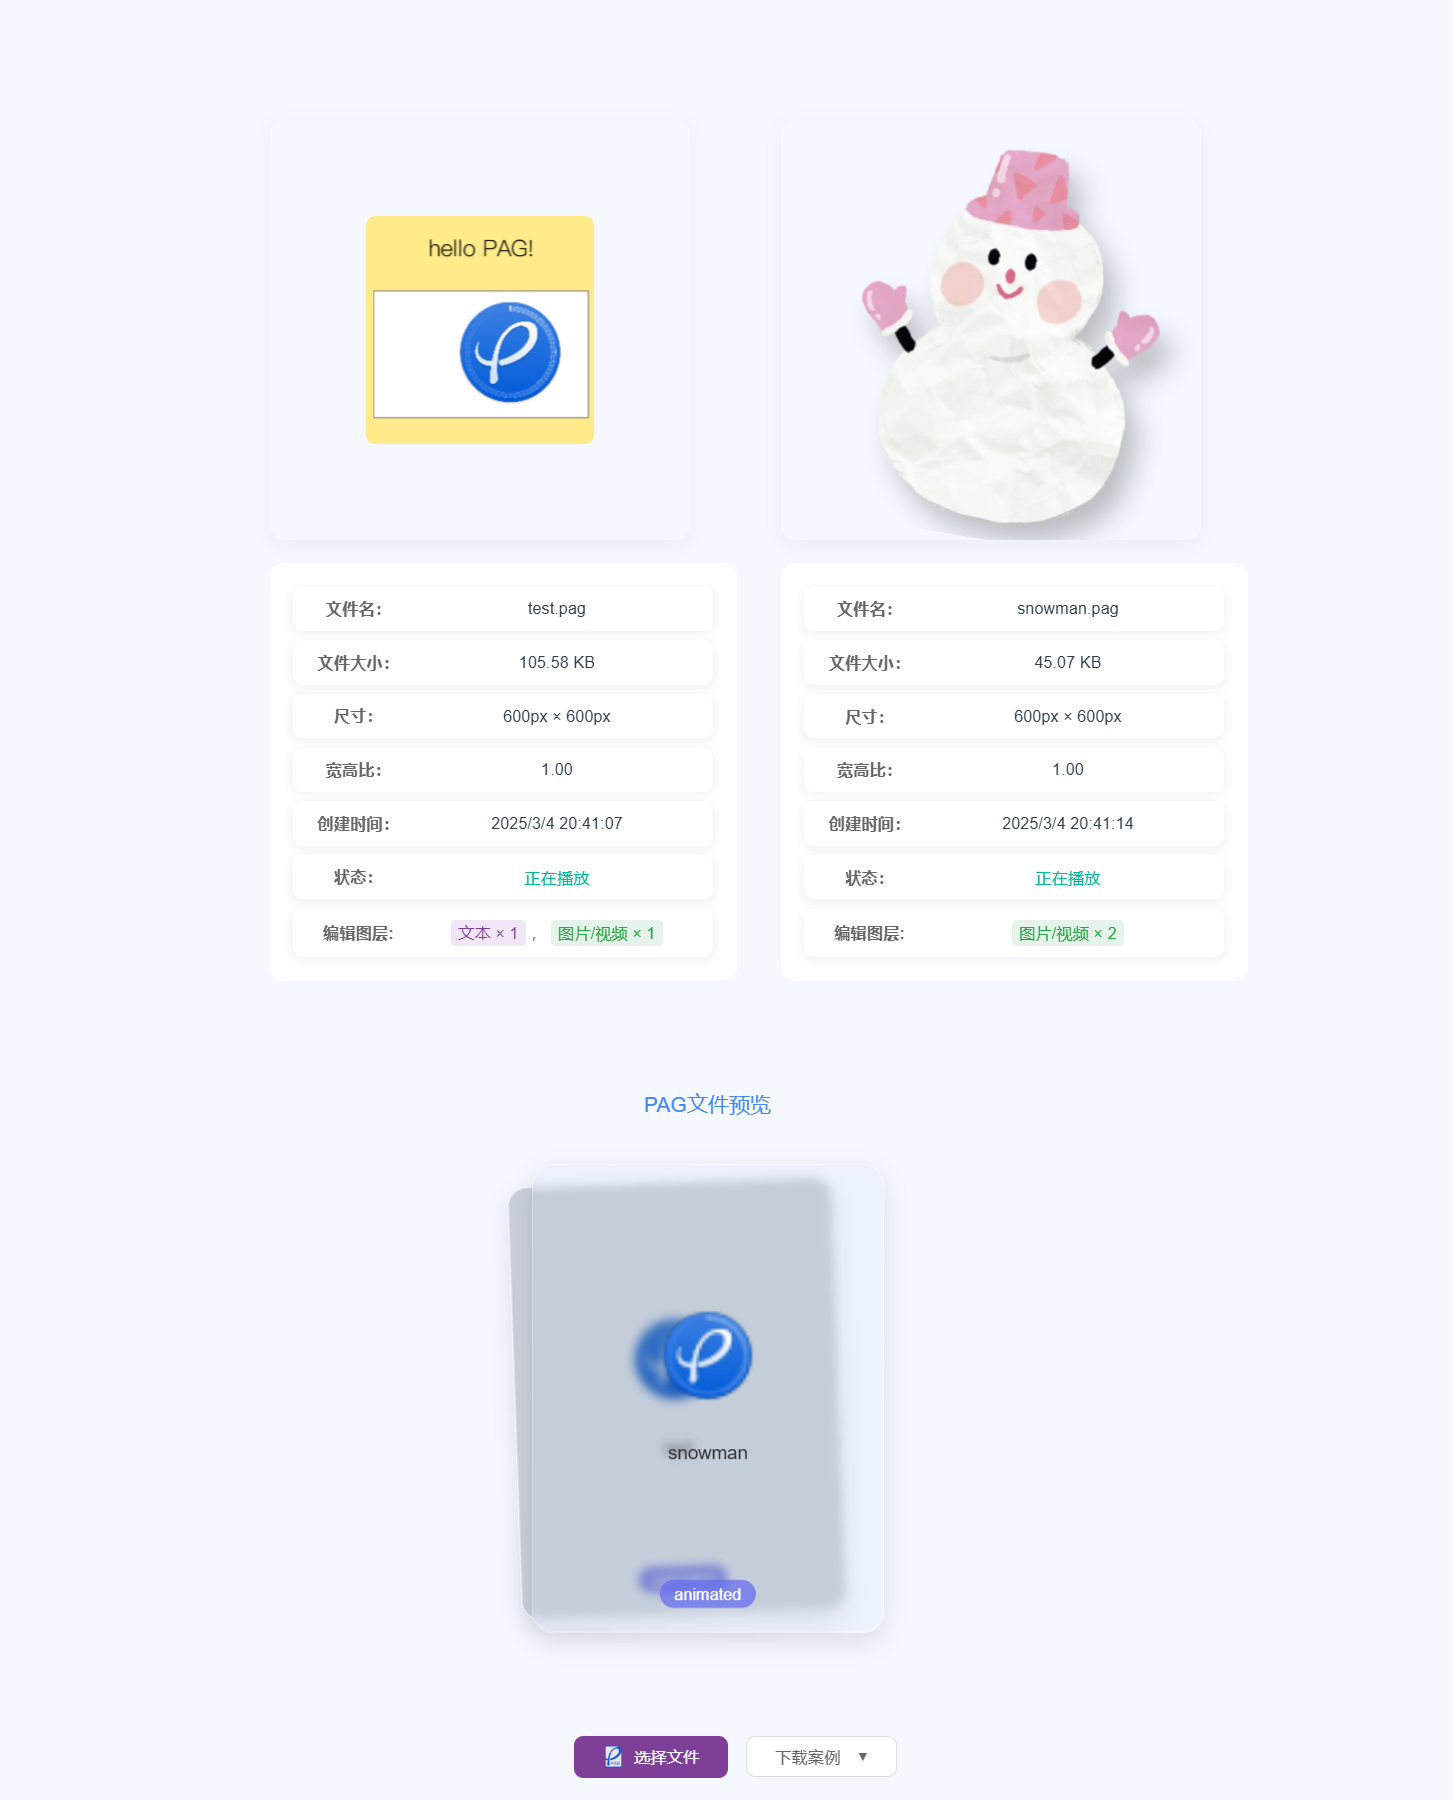 hello PAG!
文件名： test.pag
文件大小： 105.58 KB
尺寸： 600px × 600px
宽高比： 1.00
创建时间： 2025/3/4 20:41:07
状态： 正在播放
编辑图层: 文本 × 1 ， 图片/视频 × 1
文件名： snowman.pag
文件大小： 45.07 KB
尺寸： 600px × 600px
宽高比： 1.00
创建时间： 2025/3/4 20:41:14
状态： 正在播放
编辑图层: 图片/视频 × 2
PAG文件预览
snowman
animated
选择文件
下载案例 ▼